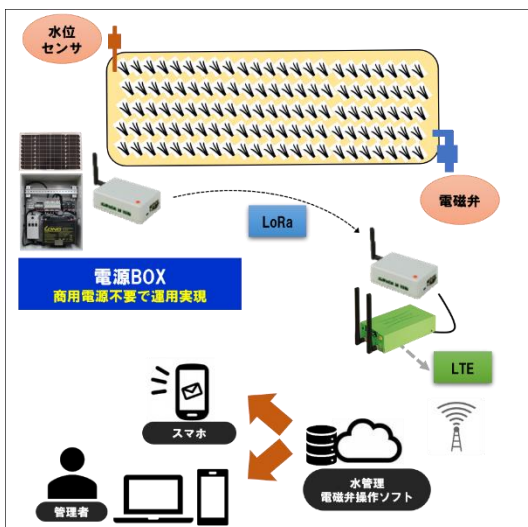 水位
センサ
電磁弁
LoRa
電源BOX
商用電源不要で運用実現
LTE
スマホ
水管理
電磁弁操作ソフト
管理者